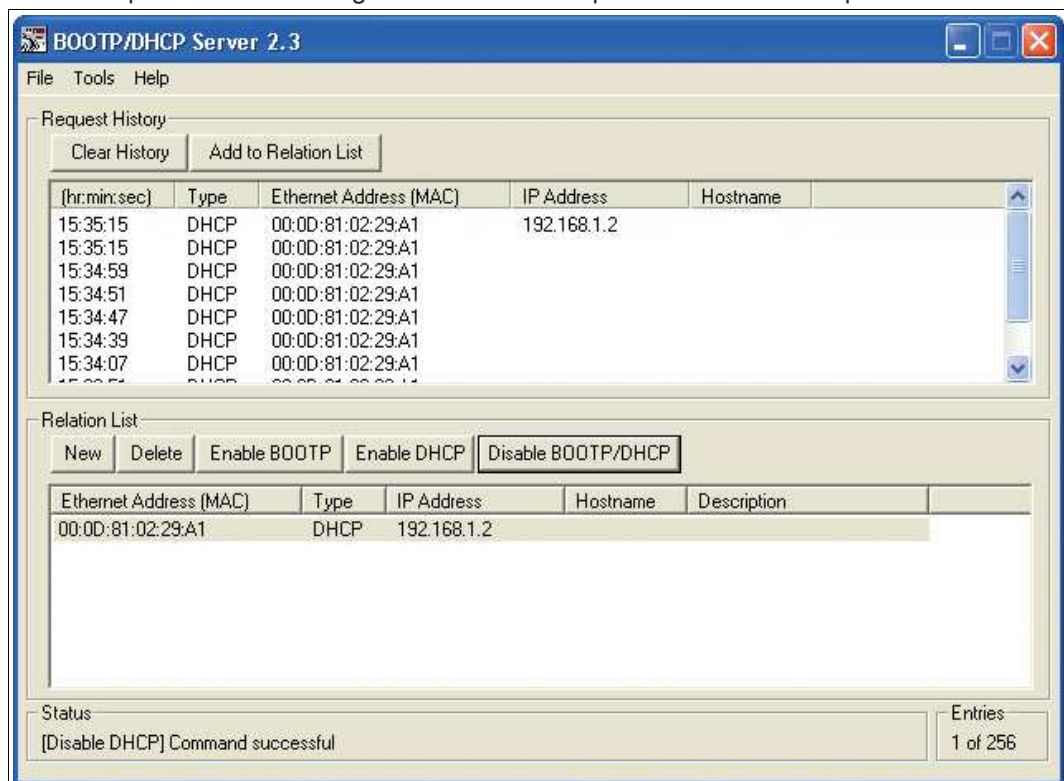 BOOTP/DHCP Server 2.3
File Tools Help
Request History
Clear History Add to Relation List
(hr:min:sec) Type Ethernet Address (MAC) IP Address Hostname
15:35:15 DHCP 00:0D:81:02:29:A1 192.168.1.2
15:35:15 DHCP 00:0D:81:02:29:A1
15:34:59 DHCP 00:0D:81:02:29:A1
15:34:51 DHCP 00:0D:81:02:29:A1
15:34:47 DHCP 00:0D:81:02:29:A1
15:34:39 DHCP 00:0D:81:02:29:A1
15:34:07 DHCP 00:0D:81:02:29:A1
Relation List
New Delete Enable BOOTP Enable DHCP Disable BOOTP/DHCP
Ethernet Address (MAC) Type IP Address Hostname Description
00:0D:81:02:29:A1 DHCP 192.168.1.2
Status Entries
[Disable DHCP] Command successful 1 of 256